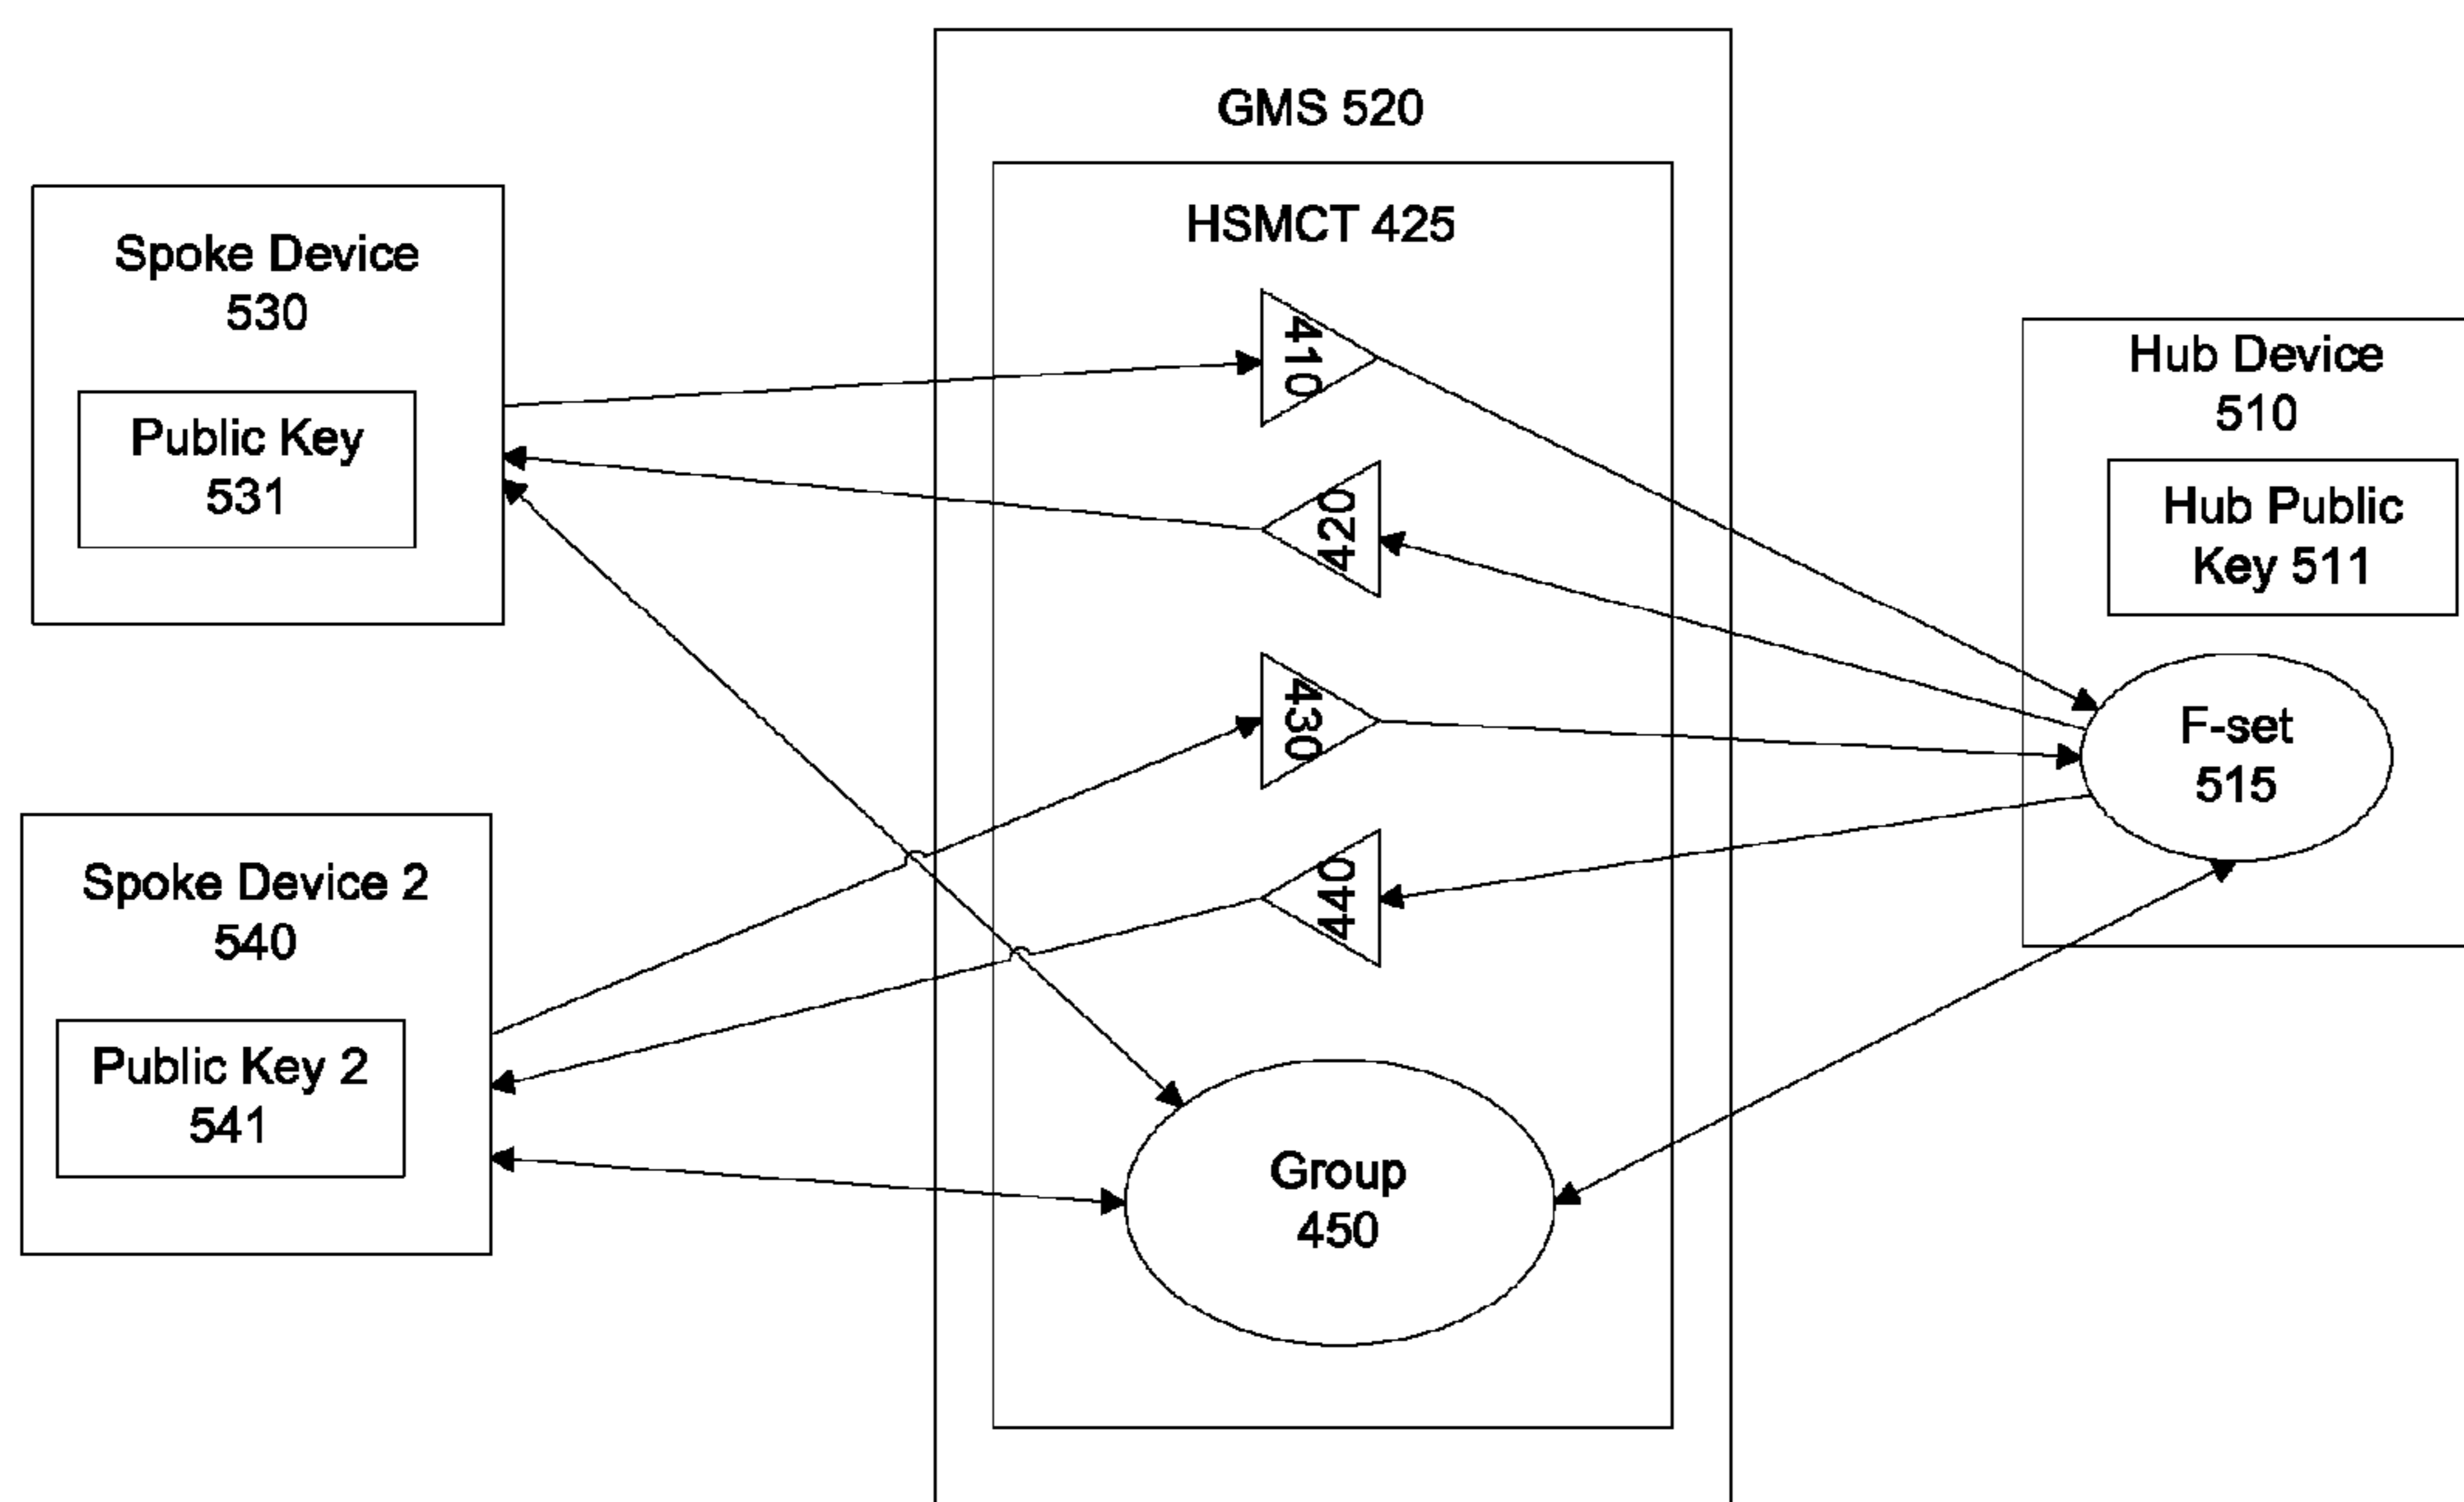 GMS 520
HSMCT 425
Spoke Device
530
Public Key
531
410
420
430
440
Hub Device
510
Hub Public
Key 511
F-set
515
Spoke Device 2
540
Public Key 2
541
Group
450